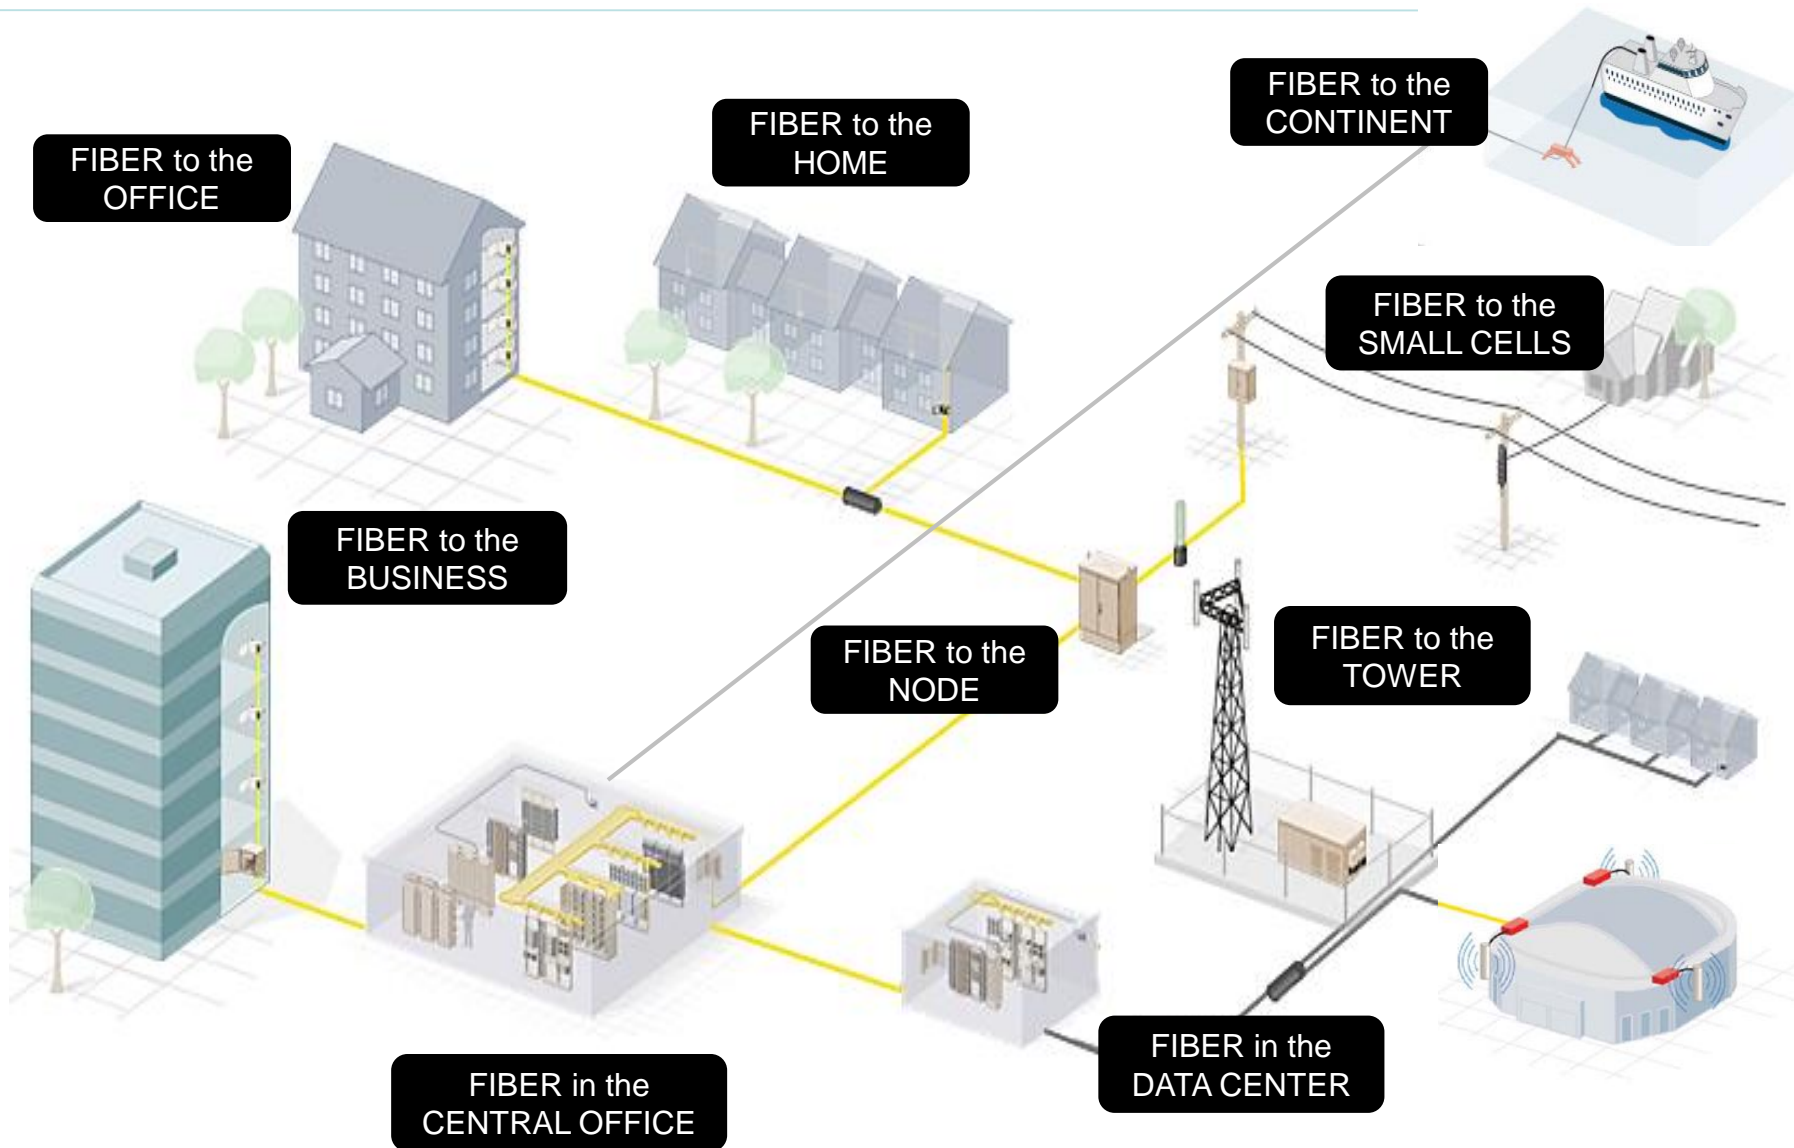 FIBER to the
CONTINENT
FIBER to the
HOME
FIBER to the
OFFICE
FIBER to the
SMALL CELLS
FIBER to the
BUSINESS
FIBER to the
TOWER
FIBER to the
NODE
FIBER in the
DATA CENTER
FIBER in the
CENTRAL OFFICE